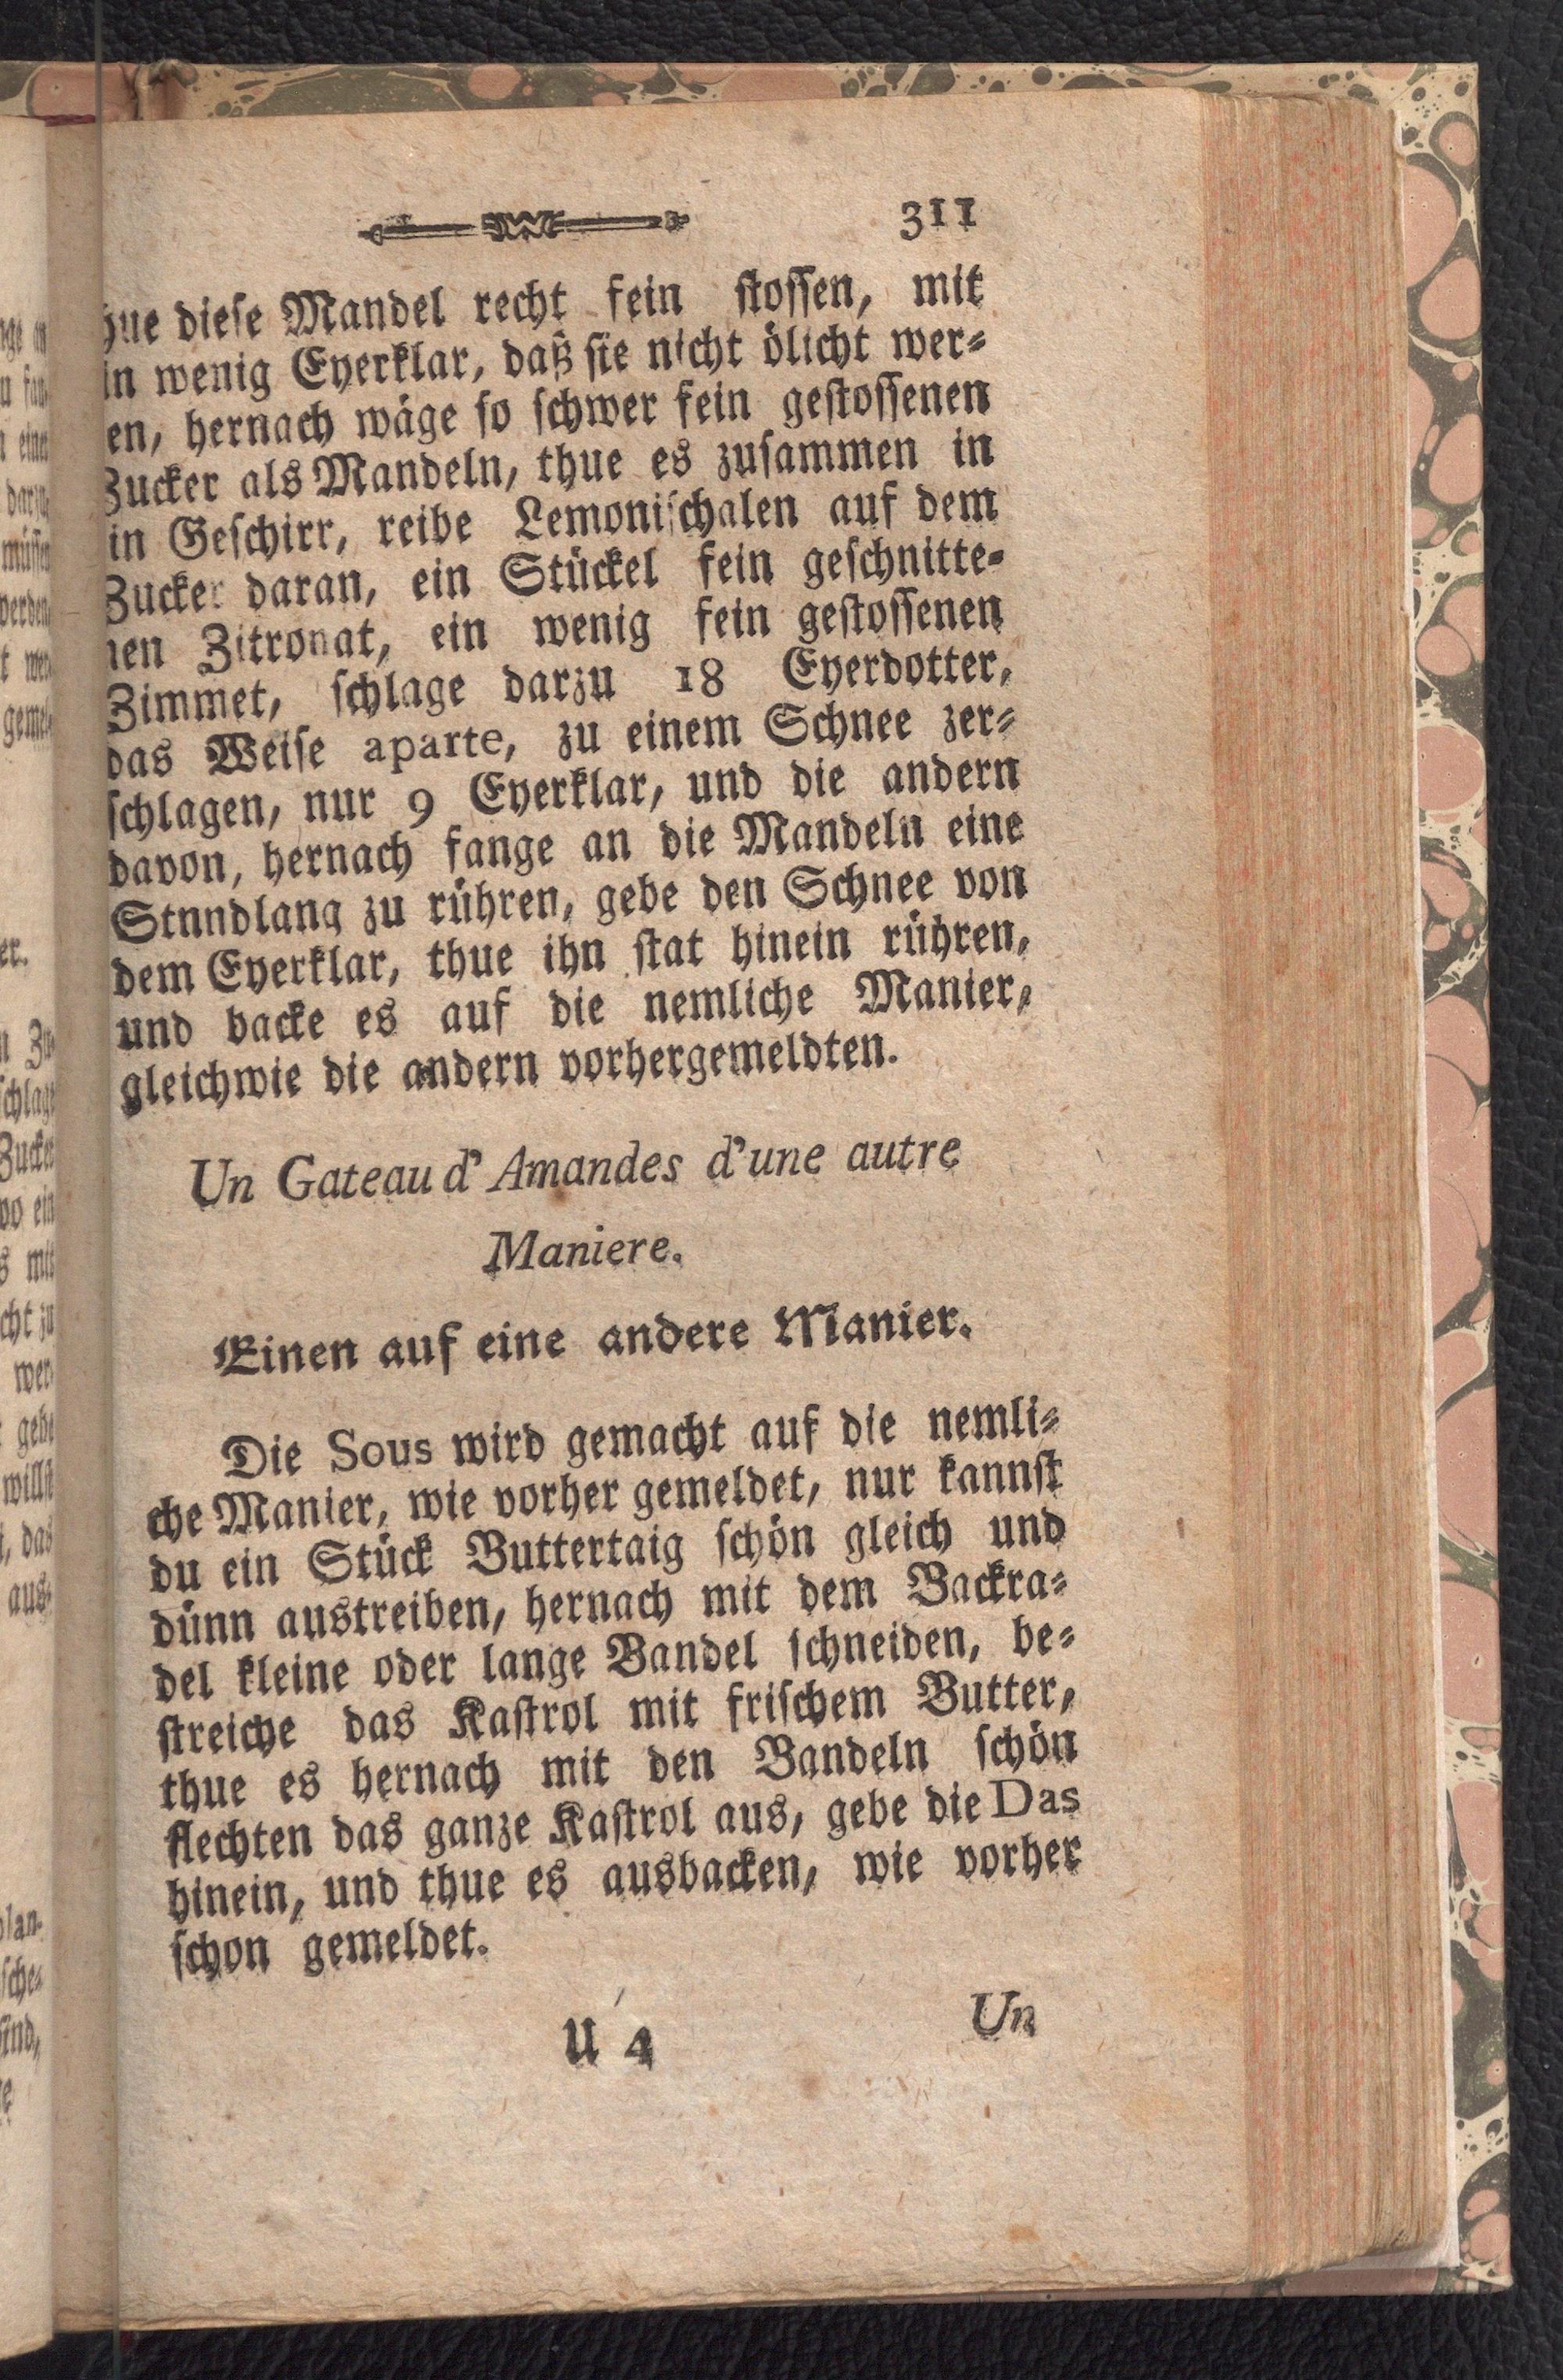 311
hue dieſe Mandel recht fein ſtoſſen, mit
in wenig Eyerklar, daß ſie nicht ölicht wer⸗
en, hernach wäge ſo ſchwer fein geſtoſſenen
Zucker als Mandeln, thue es zuſammen in
in Geſchirr, reibe Lemoniſchalen auf dem
Zucker daran, ein Stückel fein geſchnitte⸗
nen Zitronat, ein wenig fein geſtoſſenen
Zimmet, ſchlage darzu 18 Eyerdotter,
das Weiſe aparte, zu einem Schnee zer⸗
ſchlagen, nur 9 Eyerklar, und die andern
davon, hernach fange an die Mandeln eine
Stnndlang zu rühren, gebe den Schnee von
dem Eyerklar, thue ihn ſtat hinein rühren,
und backe es auf die nemliche Manier,
gleichwie die andern vorhergemeldten.
Un Gateau d' Amandes d'une autre
Maniere.
Einen auf eine andere Manier.
Die Sous wird gemacht auf die nemli⸗
che Manier, wie vorher gemeldet, nur kannſt
du ein Stück Buttertaig ſchön gleich und
dünn austreiben, hernach mit dem Backra⸗
del kleine oder lange Bandel ſchneiden, be⸗
ſtreiche das Kaſtrol mit friſchem Butter,
thue es hernach mit den Bandeln ſchön
flechten das ganze Kaſtrol aus, gebe die Das
hinein, und thue es ausbacken, wie vorher
ſchon gemeldet.
U 4
Un